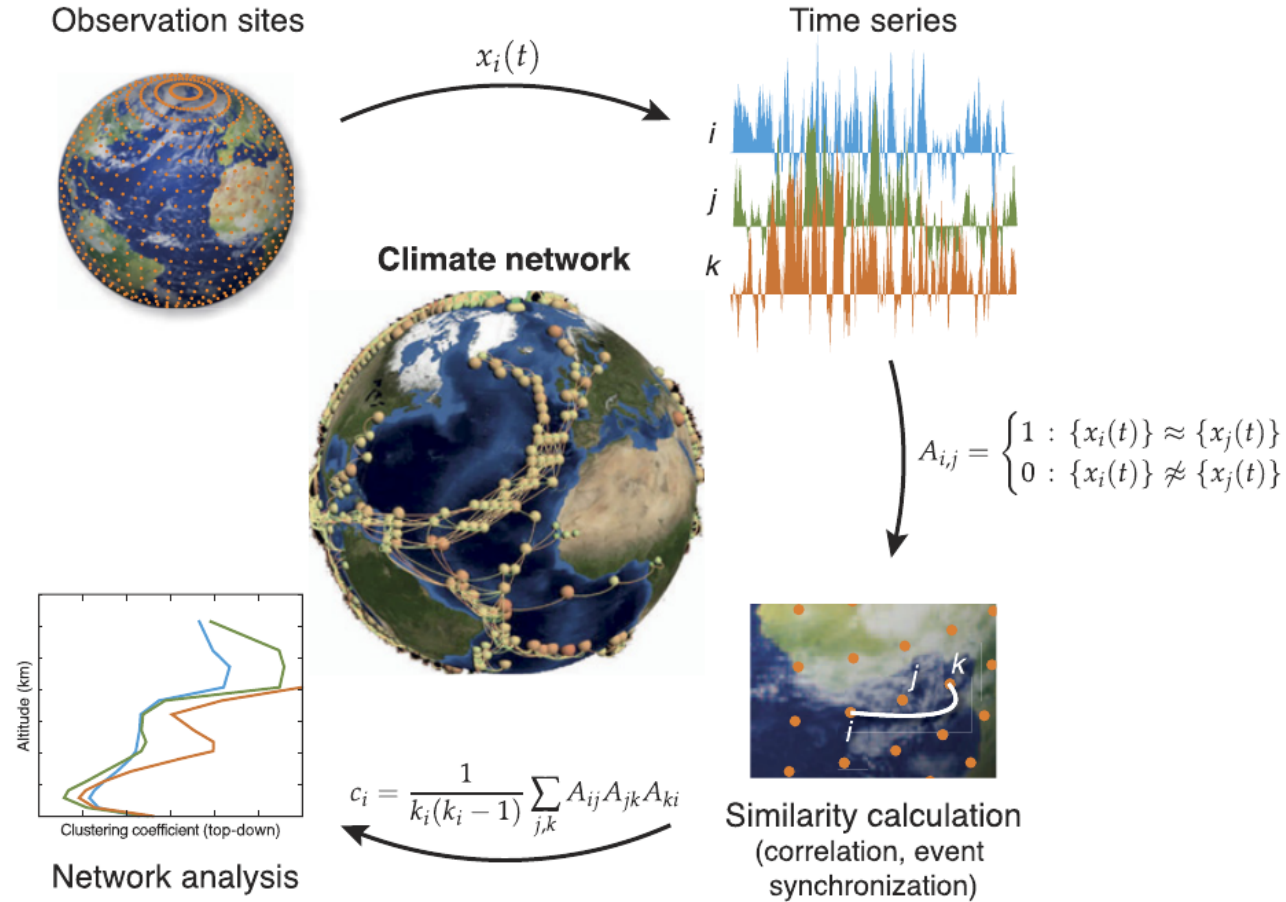 Observation sites
x_i(t)
Time series
i
j
k
Climate network
A_{i,j} = { 1 : {x_i(t)} ≈ {x_j(t)}
0 : {x_i(t)} ≉ {x_j(t)}
Altitude (km)
Clustering coefficient (top-down)
Network analysis
c_i = \frac{1}{k_i(k_i − 1)} \sum_{j,k} A_{ij} A_{jk} A_{ki}
i
j
k
Similarity calculation
(correlation, event
synchronization)